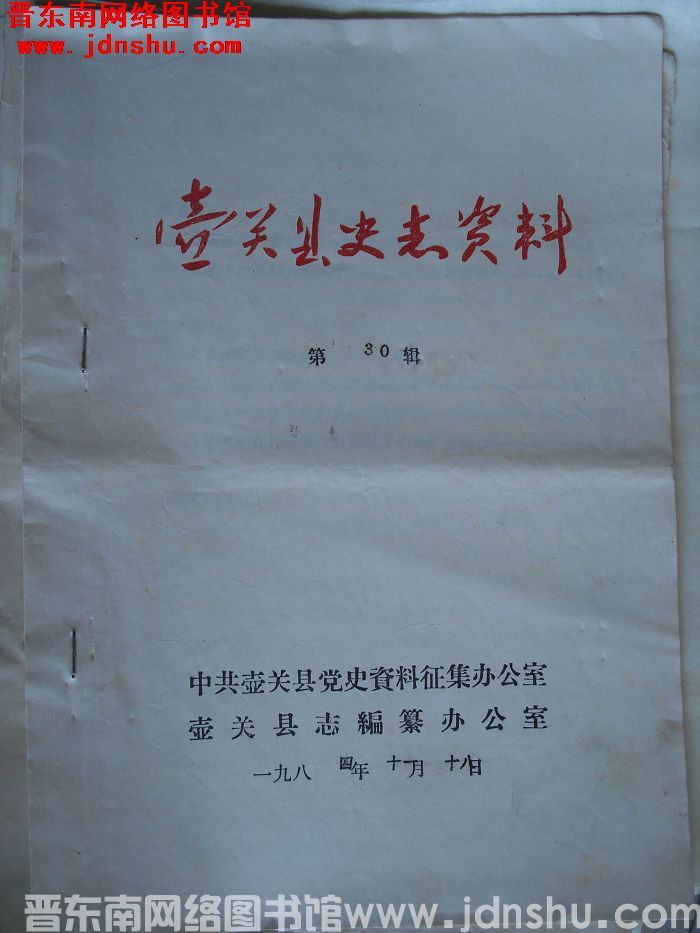 晋东南网络图书馆
www.jdnshu.com
壶关县史志资料
第 30 辑
中共壶关县党史資料征集办公室
壶关县志編纂办公室
一九八四年十一月十八日
晋东南网络图书馆www.jdnshu.com